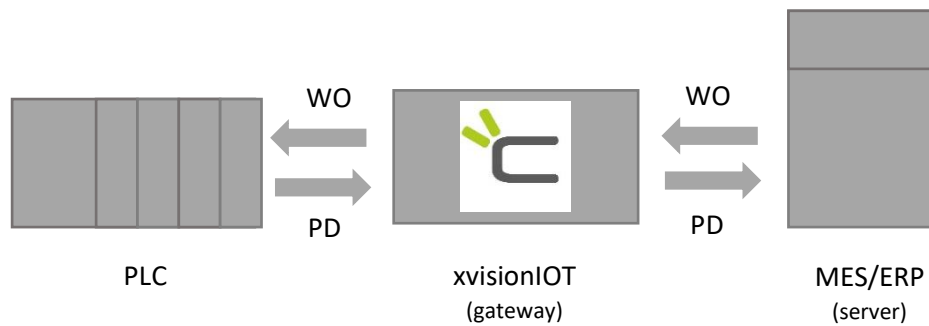 WO
WO
PD
PD
PLC
xvisionIOT
(gateway)
MES/ERP
(server)